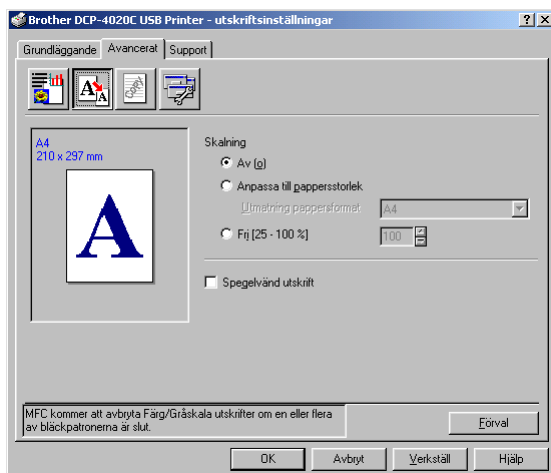 Brother DCP-4020C USB Printer - utskriftsinställningar
Grundläggande Avancerat Support
A A Copy
A4
210 x 297 mm
A
Skalning
Av (o)
Anpassa till pappersstorlek
Utmatning pappersformat A4
Frj [25 - 100 %] 100
Spegelvänd utskrift
MFC kommer att avbryta Färg/Gråskala utskrifter om en eller flera
av bläckpatronerna är slut.
Förval
OK Avbryt Verkställ Hjälp